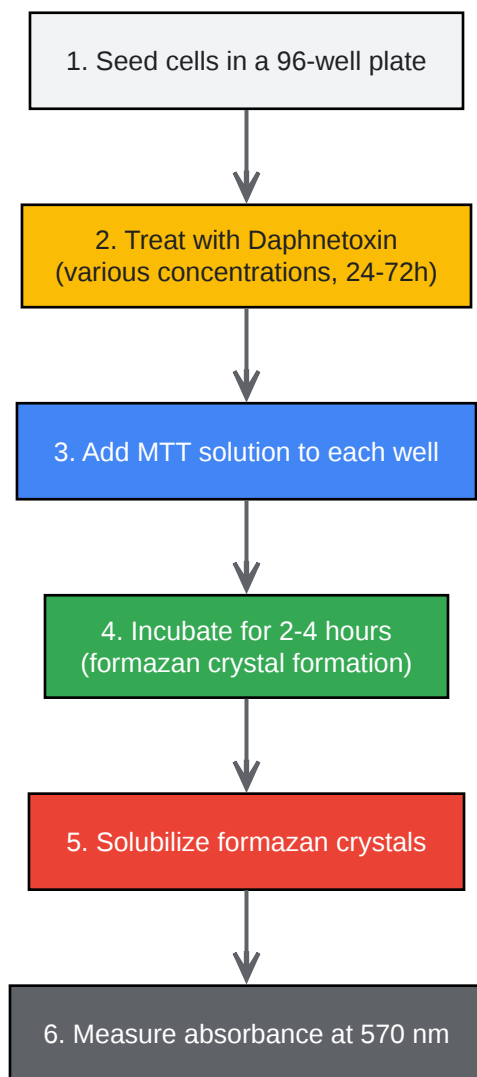 1. Seed cells in a 96-well plate
2. Treat with Daphnetoxin
(various concentrations, 24-72h)
3. Add MTT solution to each well
4. Incubate for 2-4 hours
(formazan crystal formation)
5. Solubilize formazan crystals
6. Measure absorbance at 570 nm